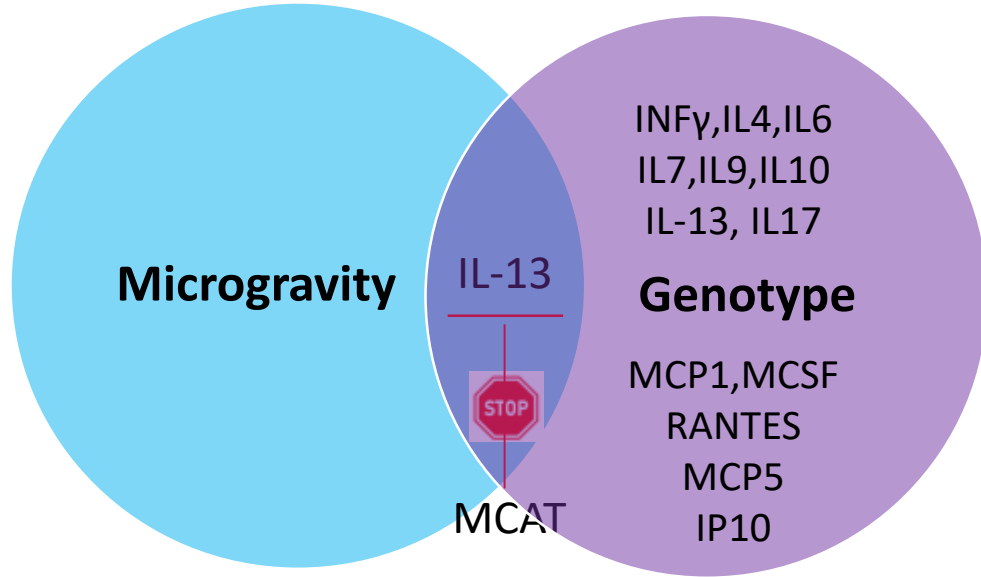 INFγ,IL4,IL6
IL7,IL9,IL10
IL-13, IL17
Microgravity
IL-13
Genotype
MCP1,MCSF
RANTES
MCP5
IP10
STOP
MCAT